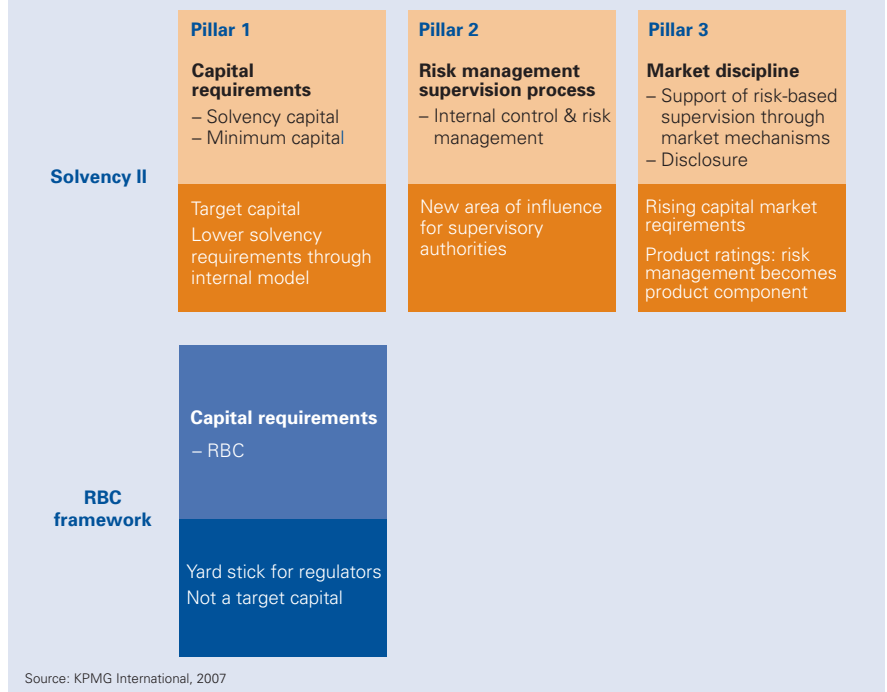 Pillar 1
Capital
requirements
– Solvency capital
– Minimum capital
Target capital
Lower solvency
requirements through
internal model
Pillar 2
Risk management
supervision process
– Internal control & risk
management
New area of influence
for supervisory
authorities
Pillar 3
Market discipline
– Support of risk-based
supervision through
market mechanisms
– Disclosure
Rising capital market
reqirements
Product ratings: risk
management becomes
product component
Solvency II
Capital requirements
– RBC
RBC
framework
Yard stick for regulators
Not a target capital
Source: KPMG International, 2007